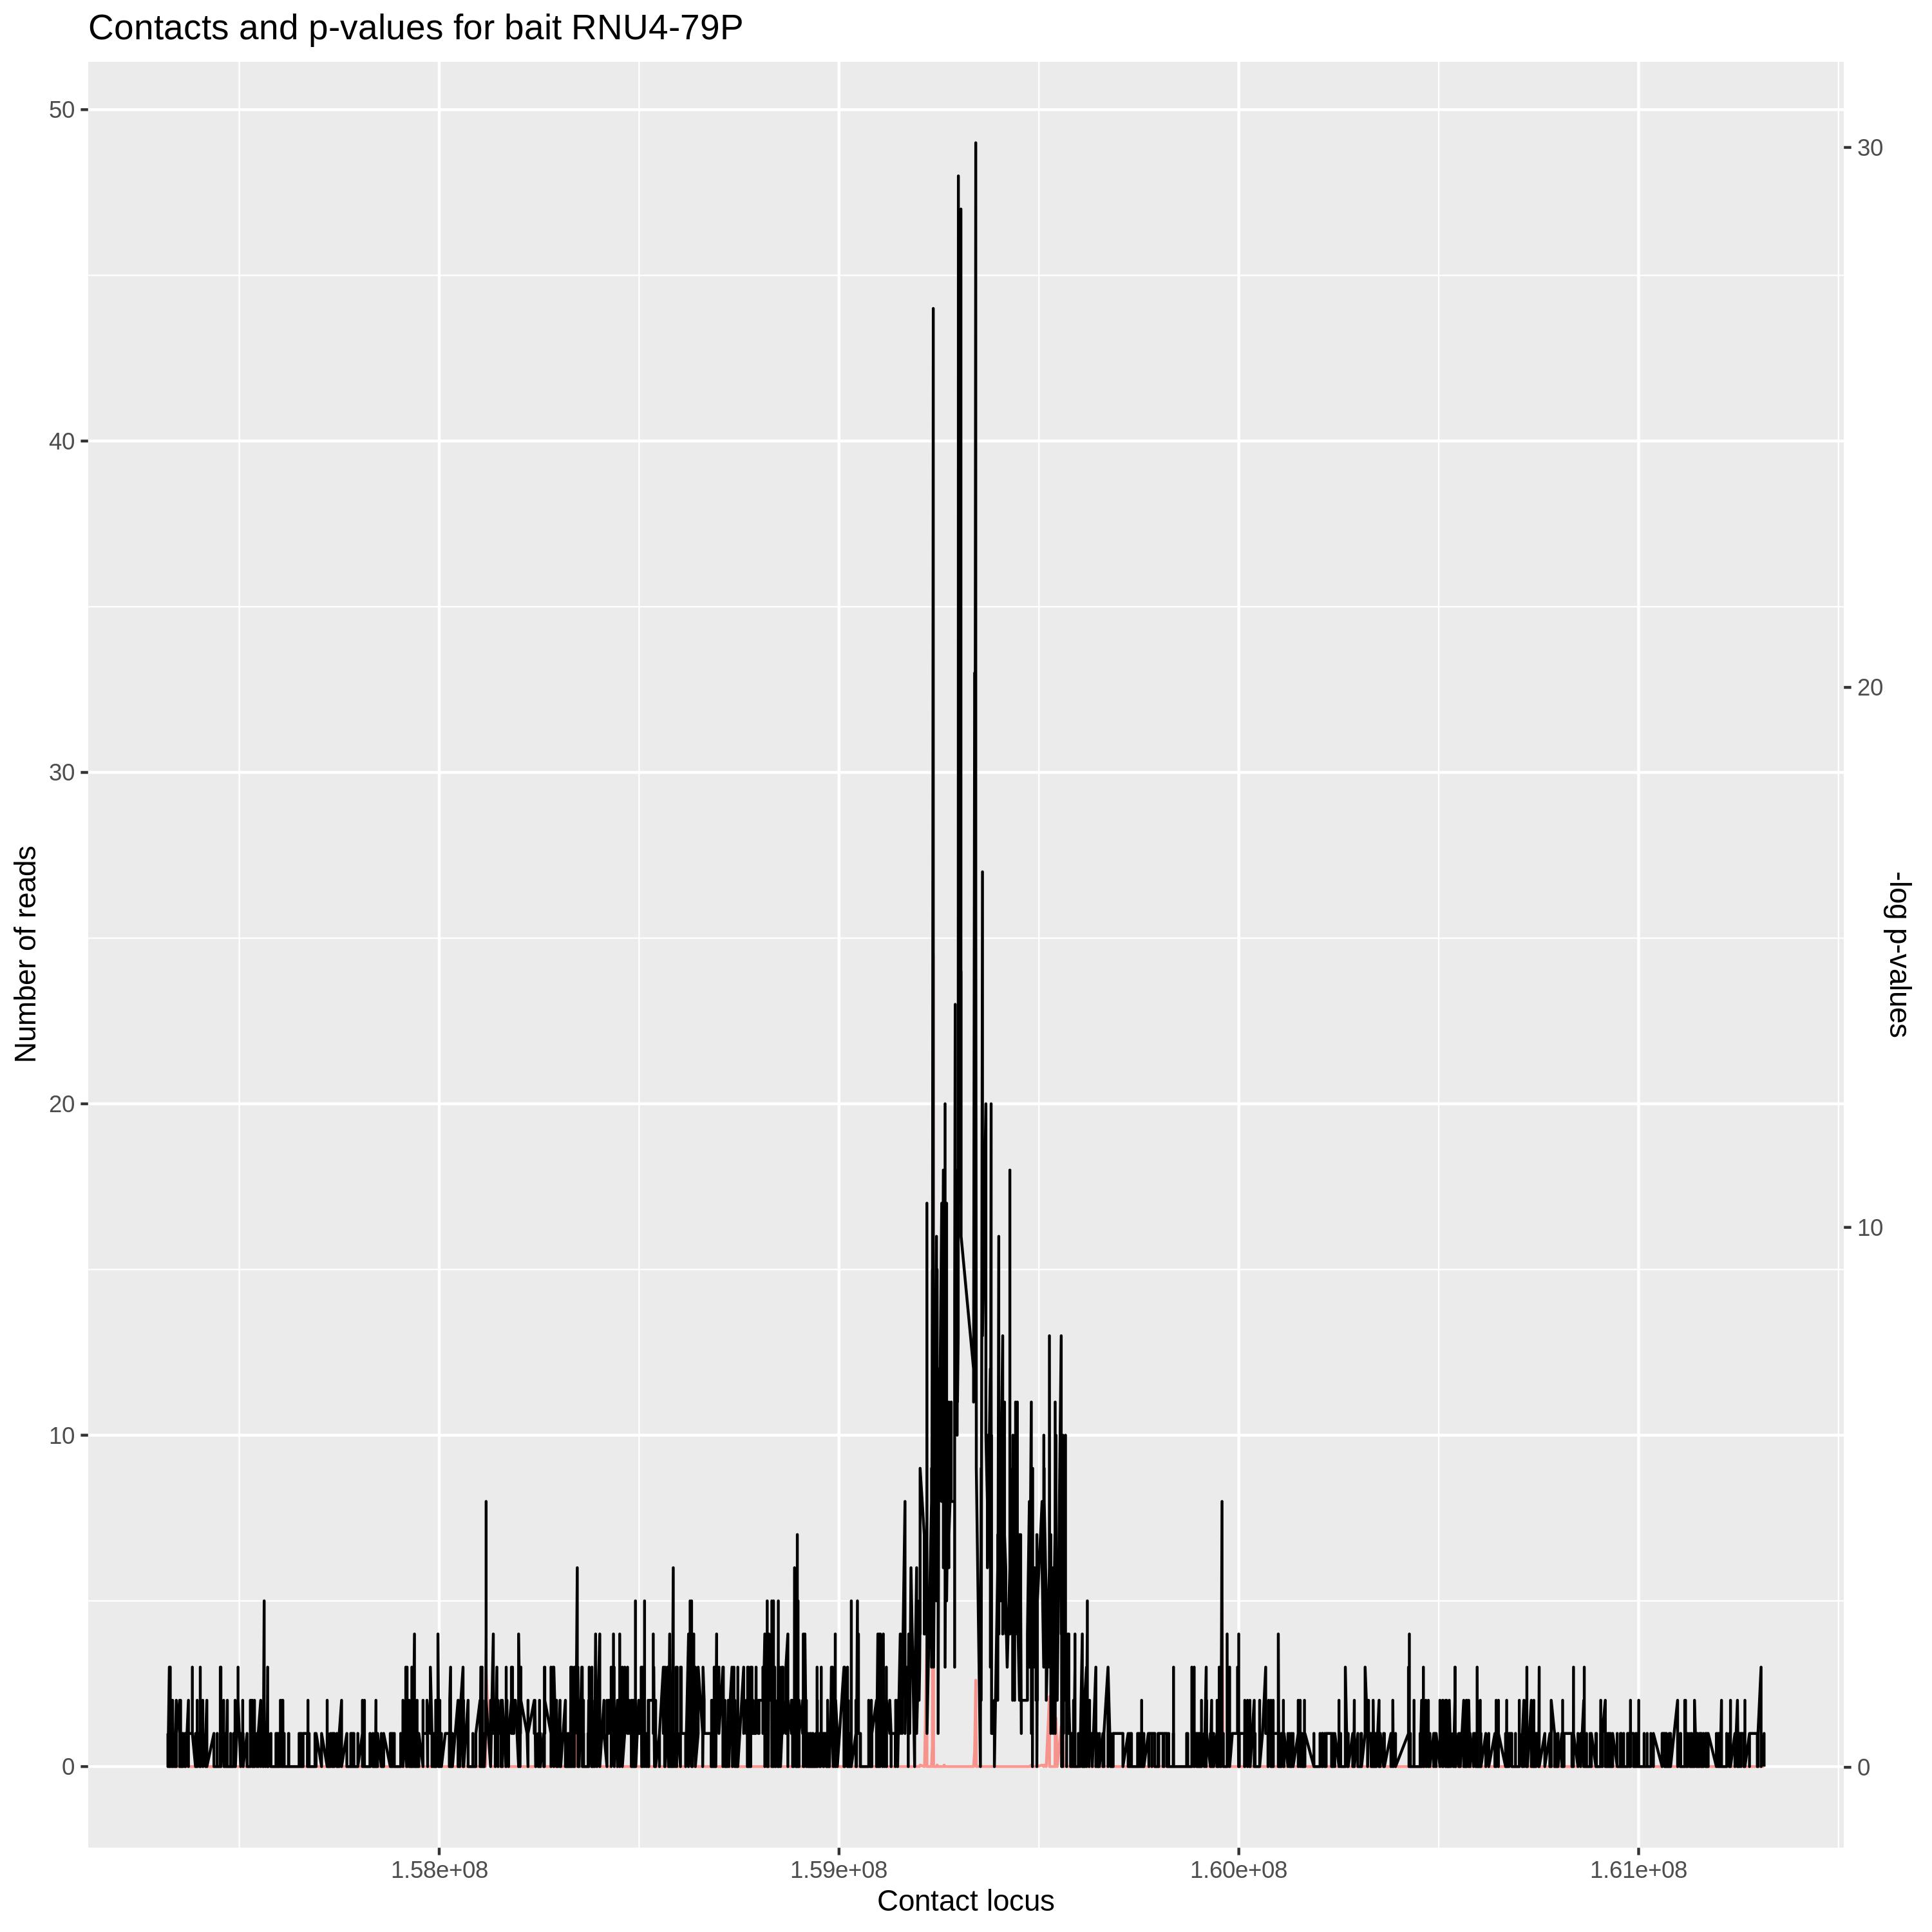 Contacts and p-values for bait RNU4-79P
50
40
30
20
10
0
Number of reads
30
20
10
0
-log p-values
1.58e+08
1.59e+08
1.60e+08
1.61e+08
Contact locus